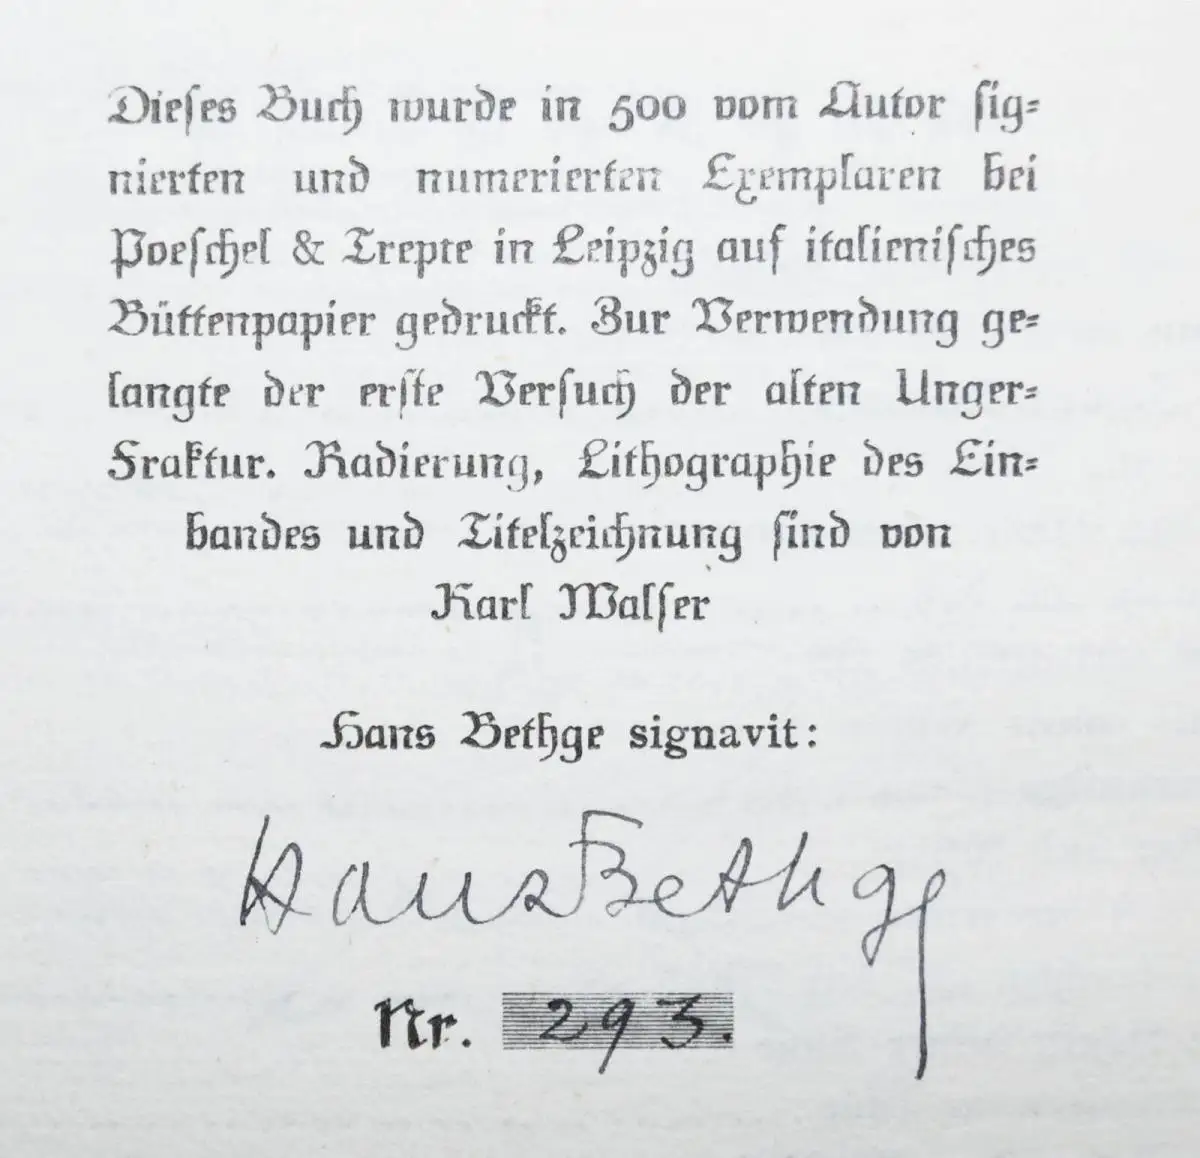 Dieſes Buch wurde in 500 vom Autor ſig-
nierten und numerierten Exemplaren bei
Poeſchel & Trepte in Leipzig auf italieniſches
Büttenpapier gedruckt. Zur Verwendung ge-
langte der erſte Verſuch der alten Unger-
Fraktur. Radierung, Lithographie des Ein-
bandes und Titelzeichnung ſind von
Karl Walſer
Hans Bethge signavit:
Hans Bethge
Nr. 293.